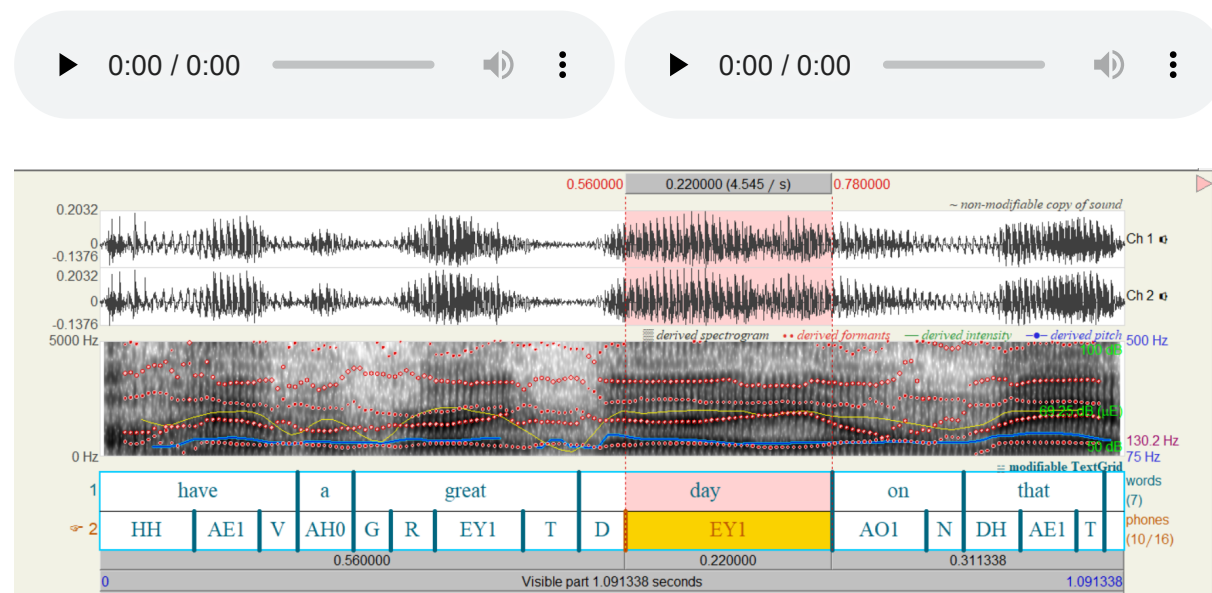 0:00 / 0:00 0:00 / 0:00
0.560000 0.220000 (4.545 / s) 0.780000
~ non-modifiable copy of sound
0.2032
0
-0.1376
Ch 1
0.2032
0
-0.1376
Ch 2
derived spectrogram derived formants derived intensity derived pitch
5000 Hz 500 Hz
100 dB
69.25 dB (µE)
130.2 Hz
50 dB
0 Hz 75 Hz
= modifiable TextGrid
1 have a great day on that words
(7)
2 HH AE1 V AH0 G R EY1 T D EY1 AO1 N DH AE1 T phones
(10/16)
0.560000 0.220000 0.311338
0 Visible part 1.091338 seconds 1.091338